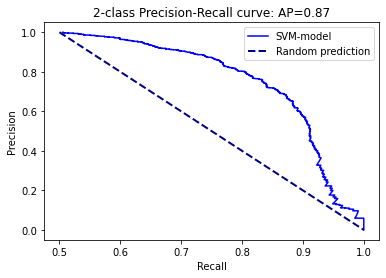 2-class Precision-Recall curve: AP=0.87
SVM-model
Random prediction
Precision
1.0
0.8
0.6
0.4
0.2
0.0
0.5 0.6 0.7 0.8 0.9 1.0
Recall